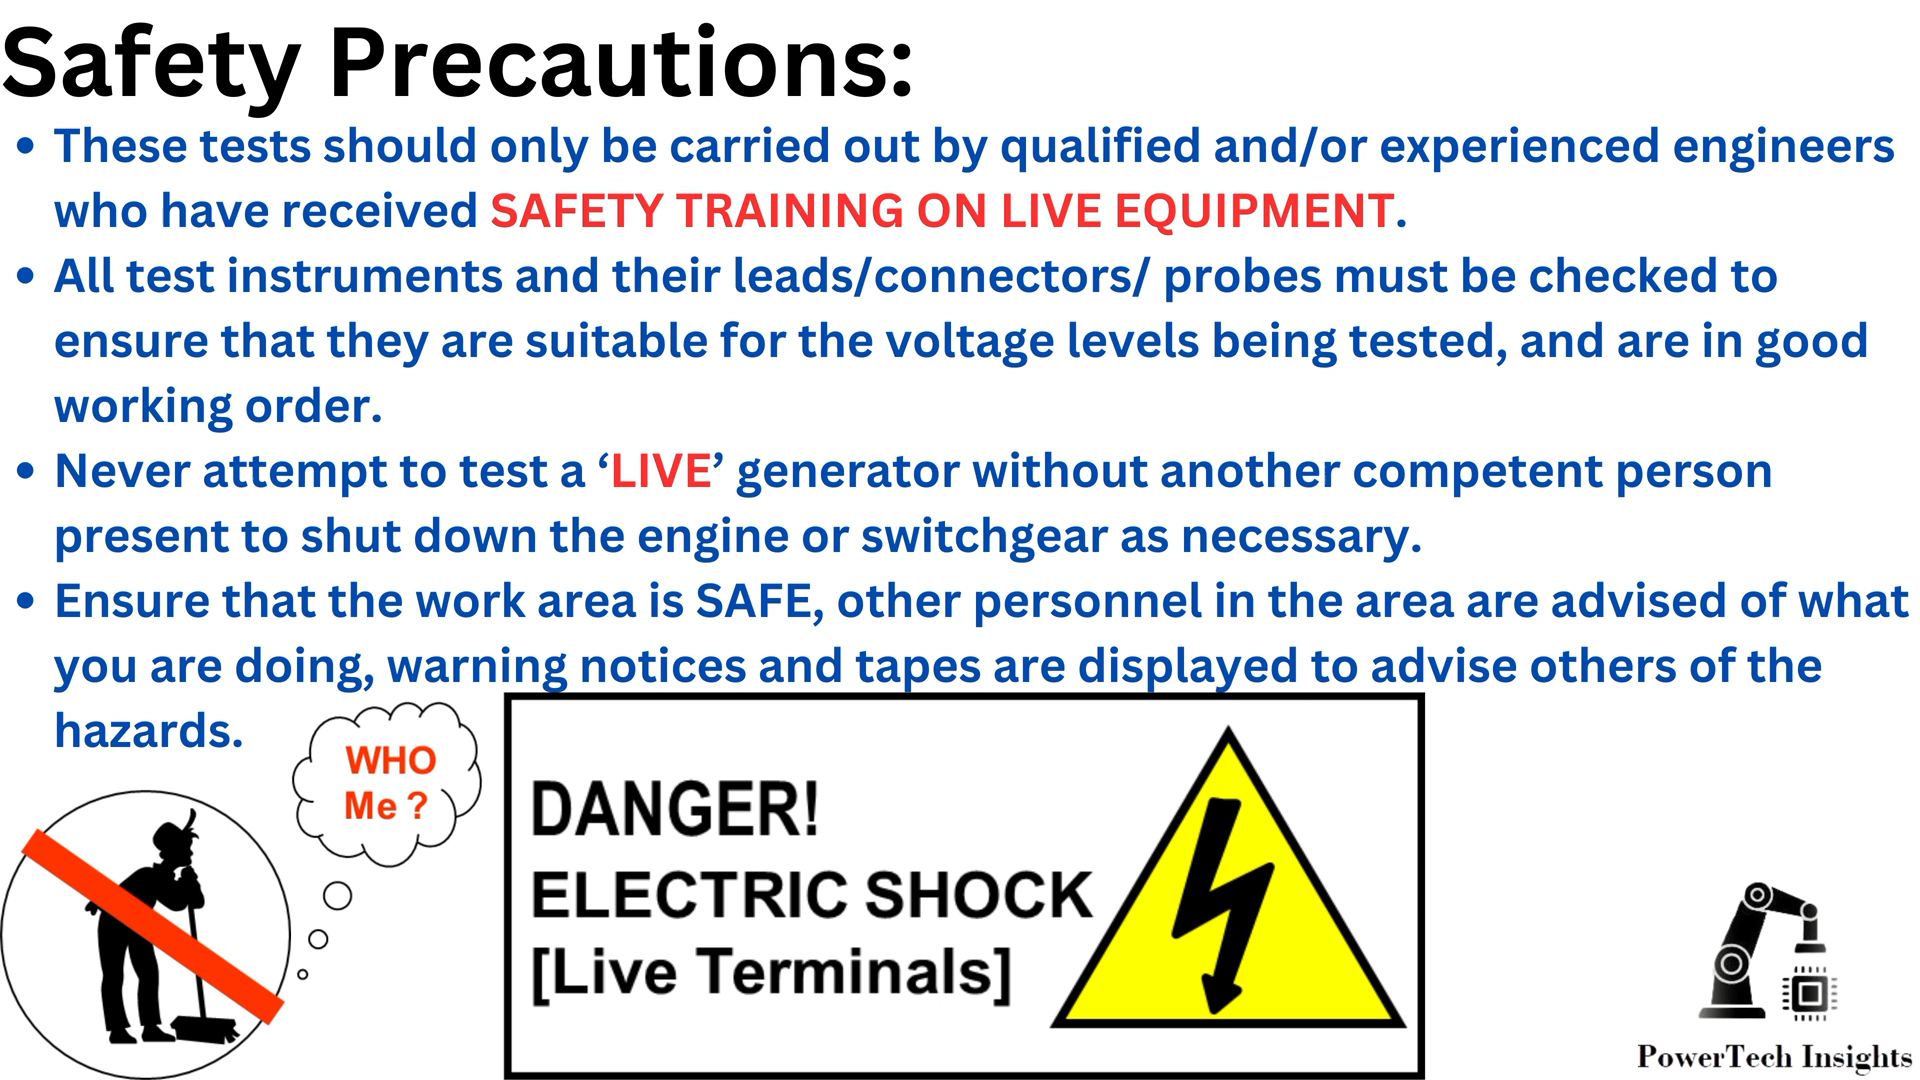 Safety Precautions:
• These tests should only be carried out by qualified and/or experienced engineers
who have received SAFETY TRAINING ON LIVE EQUIPMENT.
• All test instruments and their leads/connectors/ probes must be checked to
ensure that they are suitable for the voltage levels being tested, and are in good
working order.
• Never attempt to test a ‘LIVE’ generator without another competent person
present to shut down the engine or switchgear as necessary.
• Ensure that the work area is SAFE, other personnel in the area are advised of what
you are doing, warning notices and tapes are displayed to advise others of the
hazards.
WHO
Me ?
DANGER!
ELECTRIC SHOCK
[Live Terminals]
PowerTech Insights